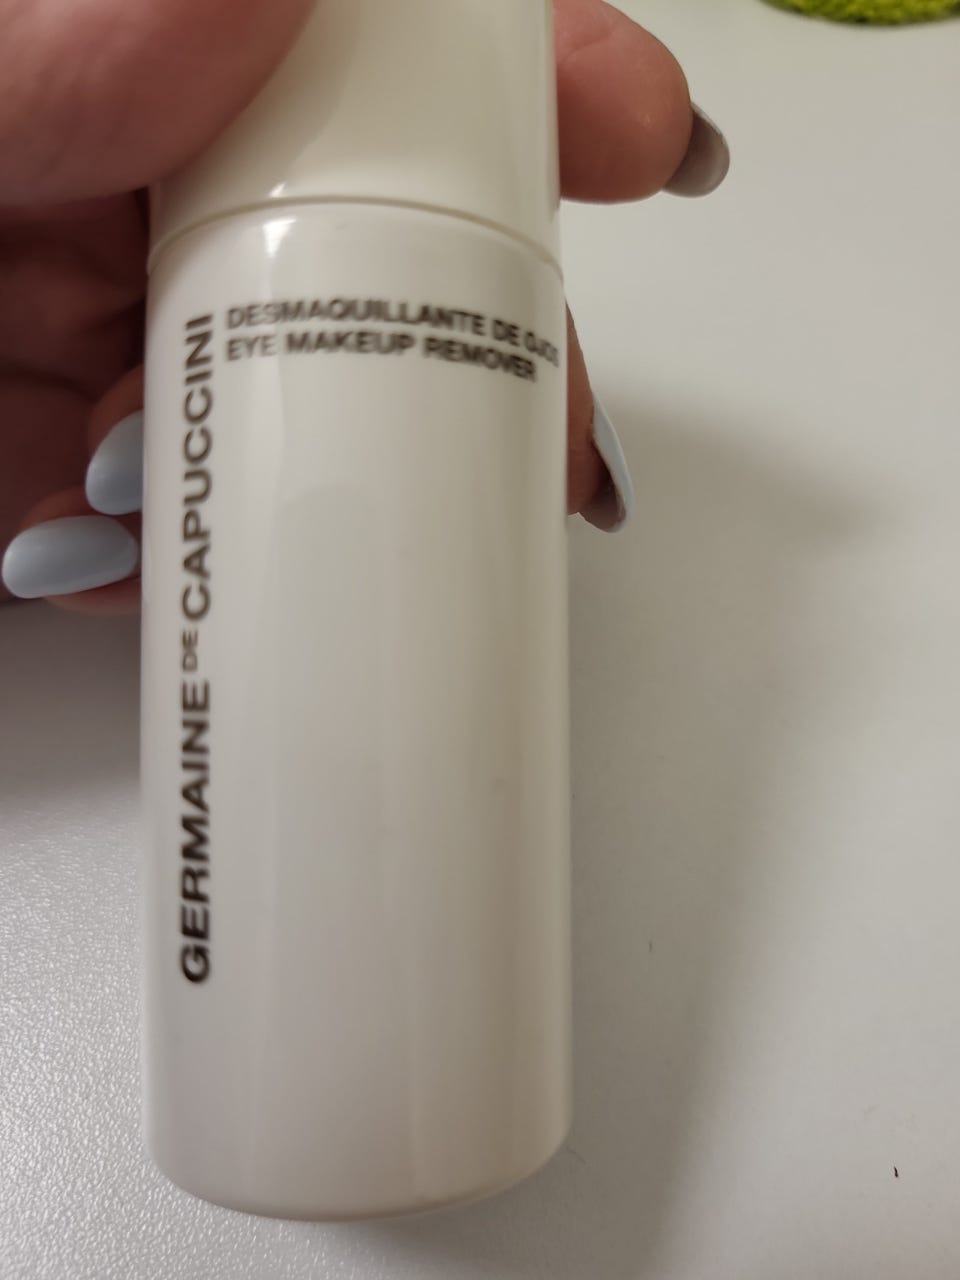 GERMAINE DE CAPUCCINI
DESMAQUILLANTE DE OJOS
EYE MAKEUP REMOVER